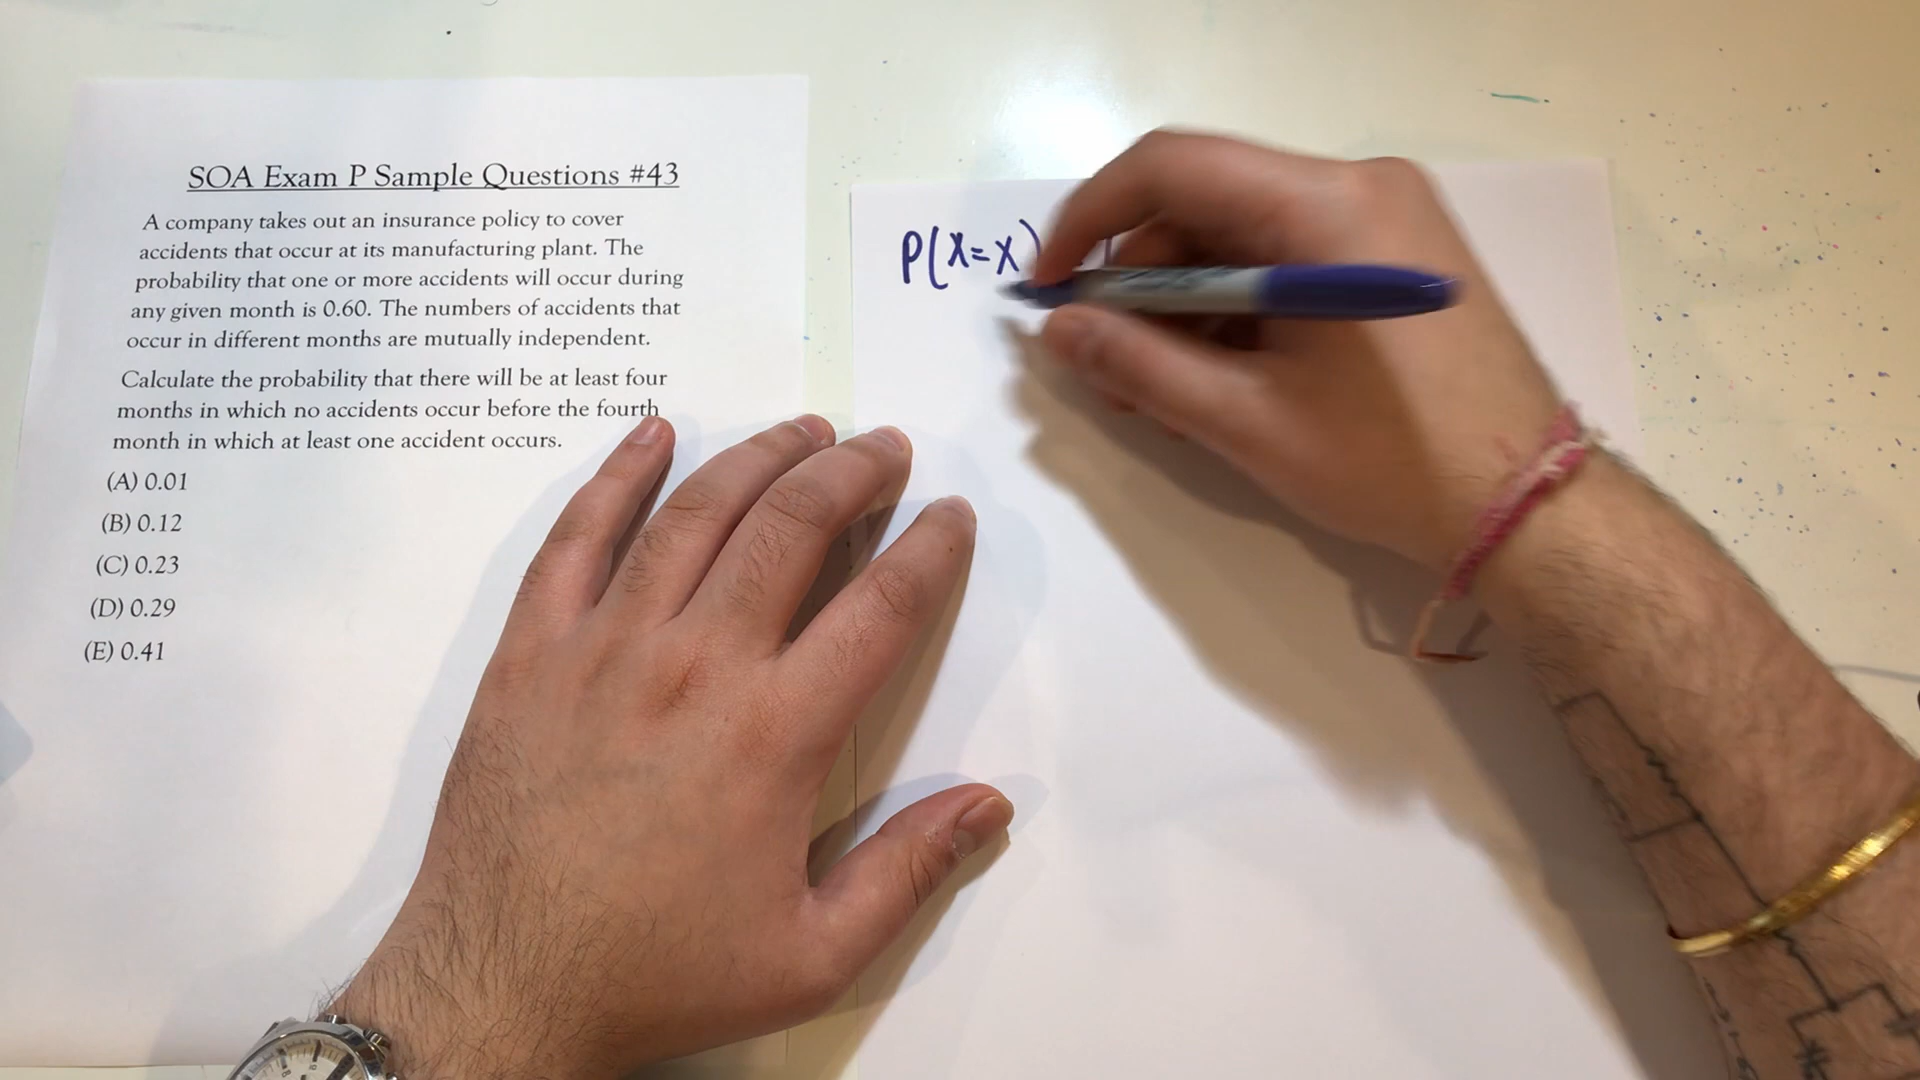 SOA Exam P Sample Questions #43
A company takes out an insurance policy to cover
accidents that occur at its manufacturing plant. The
probability that one or more accidents will occur during
any given month is 0.60. The numbers of accidents that
occur in different months are mutually independent.
Calculate the probability that there will be at least four
months in which no accidents occur before the fourth
month in which at least one accident occurs.
(A) 0.01
(B) 0.12
(C) 0.23
(D) 0.29
(E) 0.41
P(X=x)